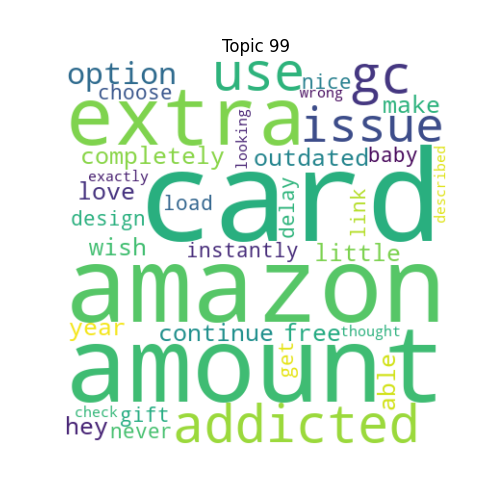 Topic 99
option use nice gc
choose wrong
extra issue make
looking
completely outdated baby
exactly love card described
load delay link
design
wish instantly little
amazon
year continue free thought
amount get able
check gift addicted
hey never